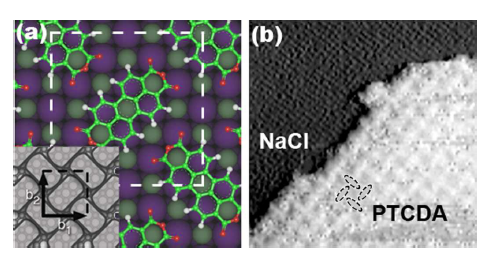 (a)
b₂
b₁
(b)
NaCl
PTCDA